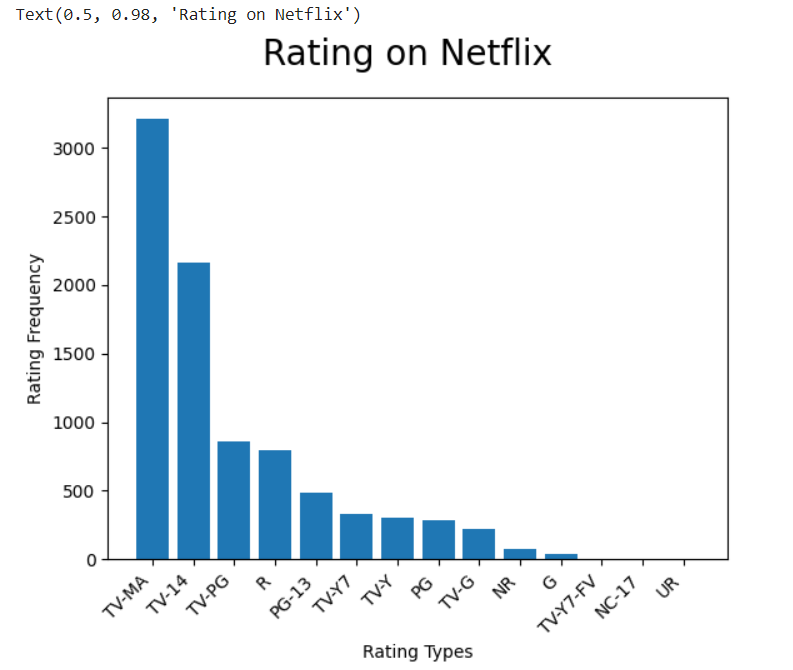 Text(0.5, 0.98, 'Rating on Netflix')
Rating on Netflix
3000
2500
2000
1500
1000
500
0
Rating Frequency
TV-MA
TV-14
TV-PG
R
PG-13
TV-Y7
TV-Y
PG
TV-G
NR
G
TV-Y7-FV
NC-17
UR
Rating Types